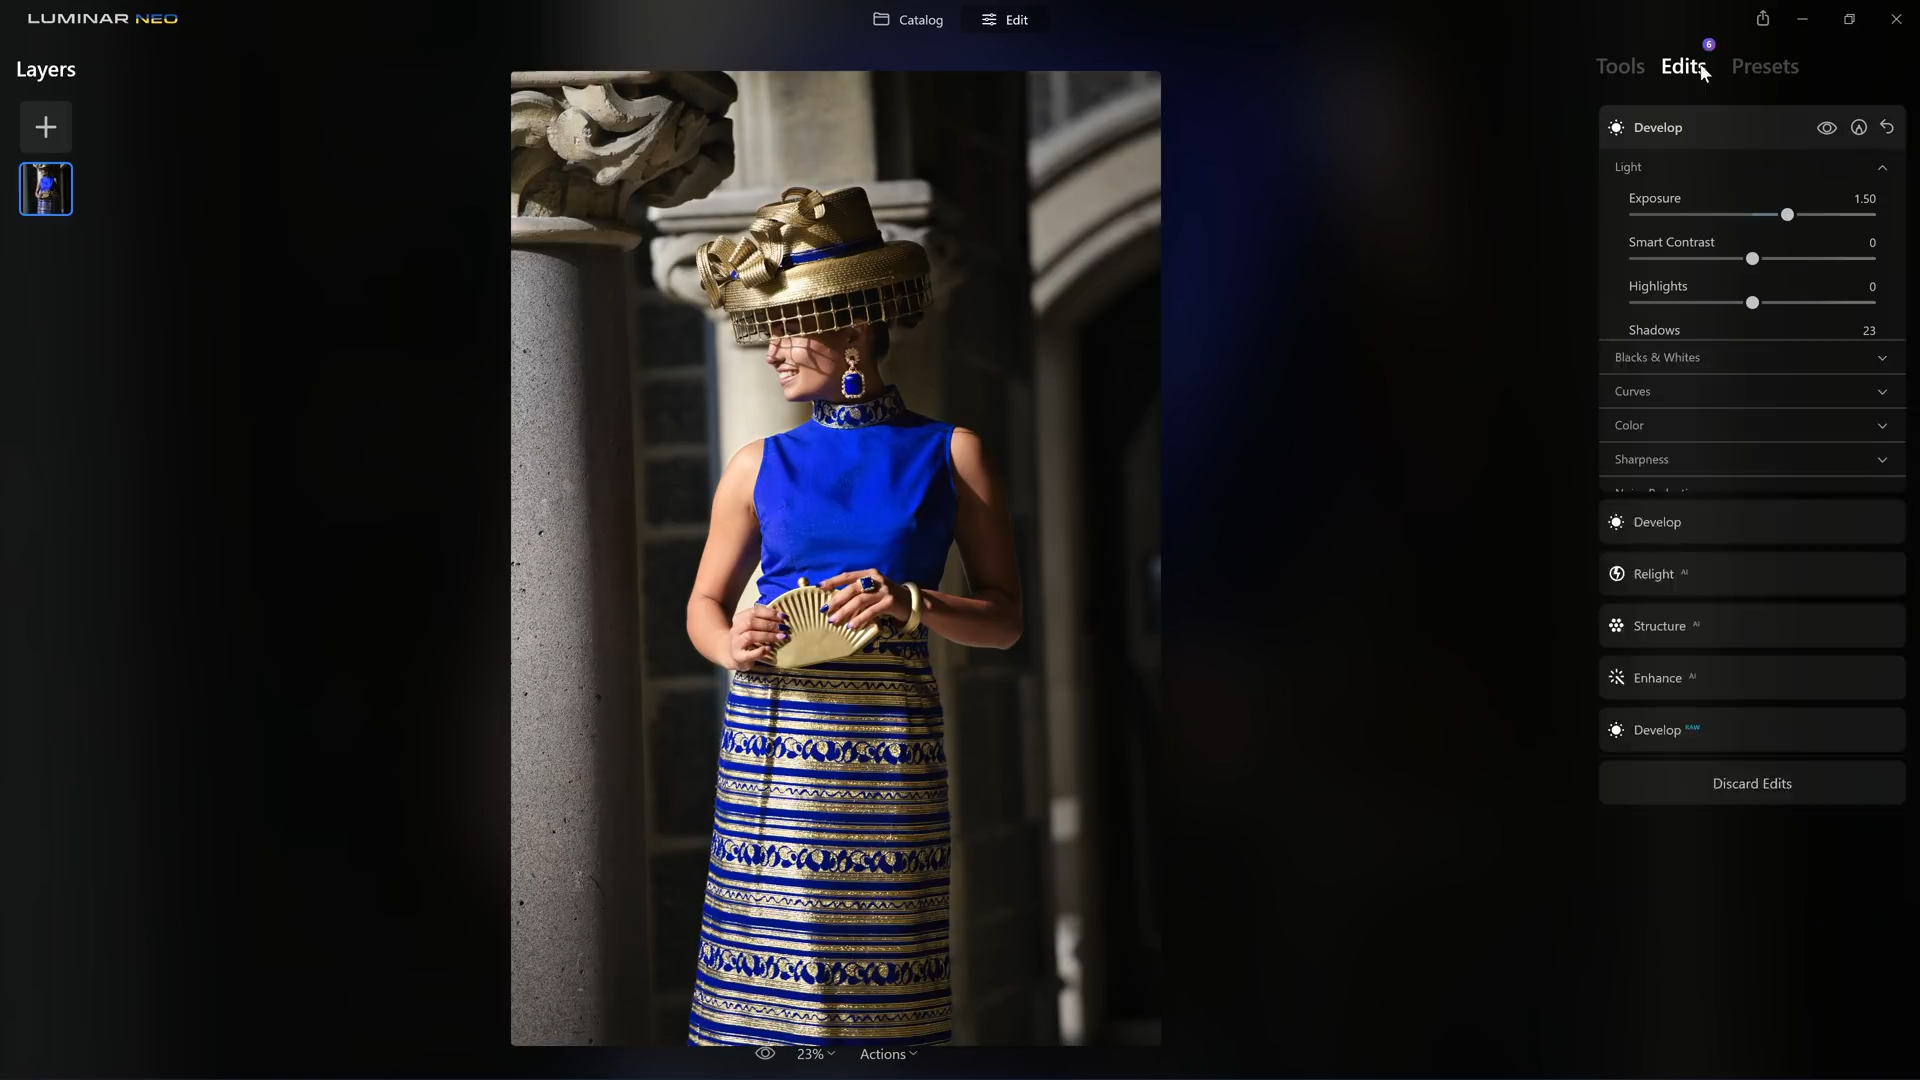 LUMINAR NEO
Catalog
Edit
Layers
6
Tools
Edits
Presets
Develop
Light
Exposure
1.50
Smart Contrast
0
Highlights
0
Shadows
23
Blacks & Whites
Curves
Color
Sharpness
Develop
Relight AI
Structure AI
Enhance AI
Develop RAW
Discard Edits
23%
Actions